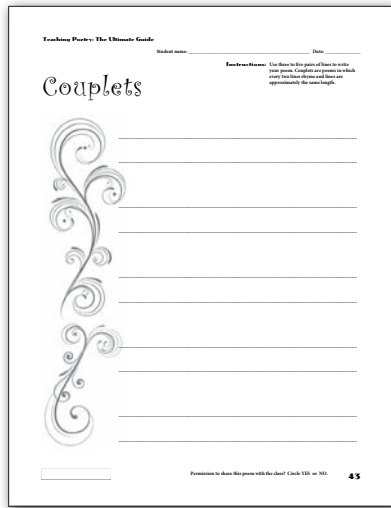 Teaching Poetry: The Ultimate Guide
Student name: ______________________________ Date: __________
Instructions: Use three to five pairs of lines to write
your poem. Couplets are poems in which
every two lines rhyme and lines are
approximately the same length.
Couplets
Permission to share this poem with the class? Circle YES or NO.
43